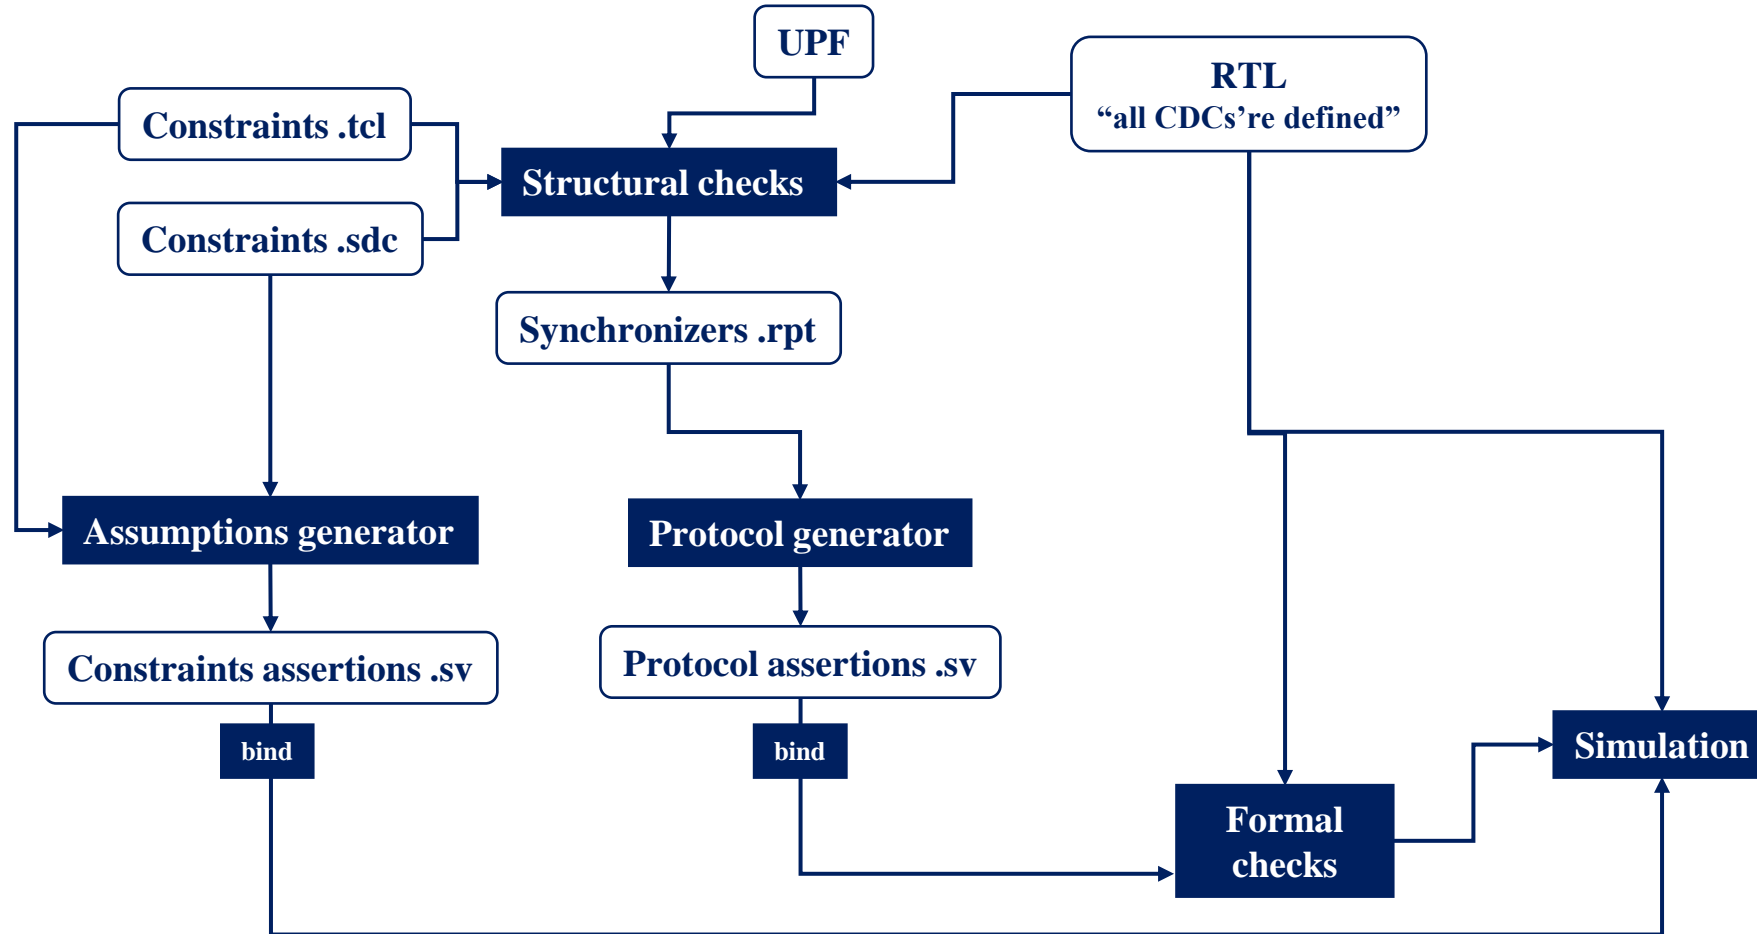 UPF
RTL
“all CDCs’re defined”
Constraints .tcl
Structural checks
Constraints .sdc
Synchronizers .rpt
Assumptions generator
Protocol generator
Constraints assertions .sv
Protocol assertions .sv
bind
bind
Simulation
Formal
checks